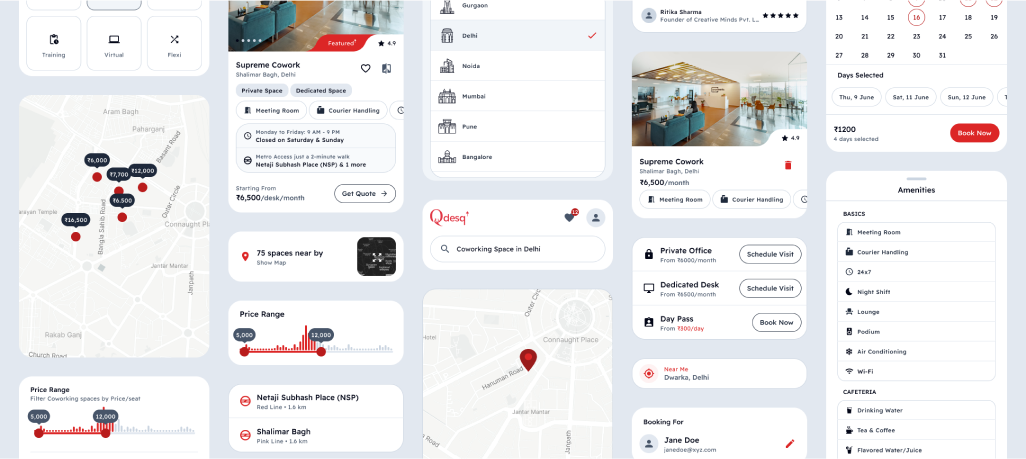 Training
Virtual
Flexi
Aram Bagh
Paharganj
Basant Road
₹6,000
₹7,700
₹12,000
₹6.500
₹16,500
Bangla Sahib Road
Outer Circle
Connaught Pl
Jantar Mantar
Janpath
Rakab Ganj
Church Road
Price Range
Filter Coworking spaces by Price/seat
5,000
12,000
Featured
4.9
Supreme Cowork
Shalimar Bagh, Delhi
Private Space
Dedicated Space
Meeting Room
Courier Handling
Monday to Friday: 9 AM - 9 PM
Closed on Saturday & Sunday
Metro Access just a 2-minute walk
Netaji Subhash Place (NSP) & 1 more
Starting From
₹6,500/desk/month
Get Quote →
75 spaces near by
Show Map
Price Range
5,000
12,000
Netaji Subhash Place (NSP)
Red Line • 1.6 km
Shalimar Bagh
Pink Line • 1.6 km
Gurgaon
Delhi
Noida
Mumbai
Pune
Bangalore
Qdesq+
12
Coworking Space in Delhi
Outer Circ
Hotel
Connaught Place
Hanuman Road
Jantar Mantar
Janpath
Road
Ritika Sharma
Founder of Creative Minds Pvt. L...
4.9
Supreme Cowork
Shalimar Bagh, Delhi
₹6,500/month
Meeting Room
Courier Handling
Private Office
From ₹6000/month
Schedule Visit
Dedicated Desk
From ₹6500/month
Schedule Visit
Day Pass
From ₹800/day
Book Now
Near Me
Dwarka, Delhi
Booking For
Jane Doe
janedoe@xyz.com
13 14 15 16 17 18 19
20 21 22 23 24 25 26
27 28 29 30 31
Days Selected
Thu, 9 June
Sat, 11 June
Sun, 12 June
₹1200
4 days selected
Book Now
Amenities
BASICS
Meeting Room
Courier Handling
24x7
Night Shift
Lounge
Podium
Air Conditioning
Wi-Fi
CAFETERIA
Drinking Water
Tea & Coffee
Flavored Water/Juice